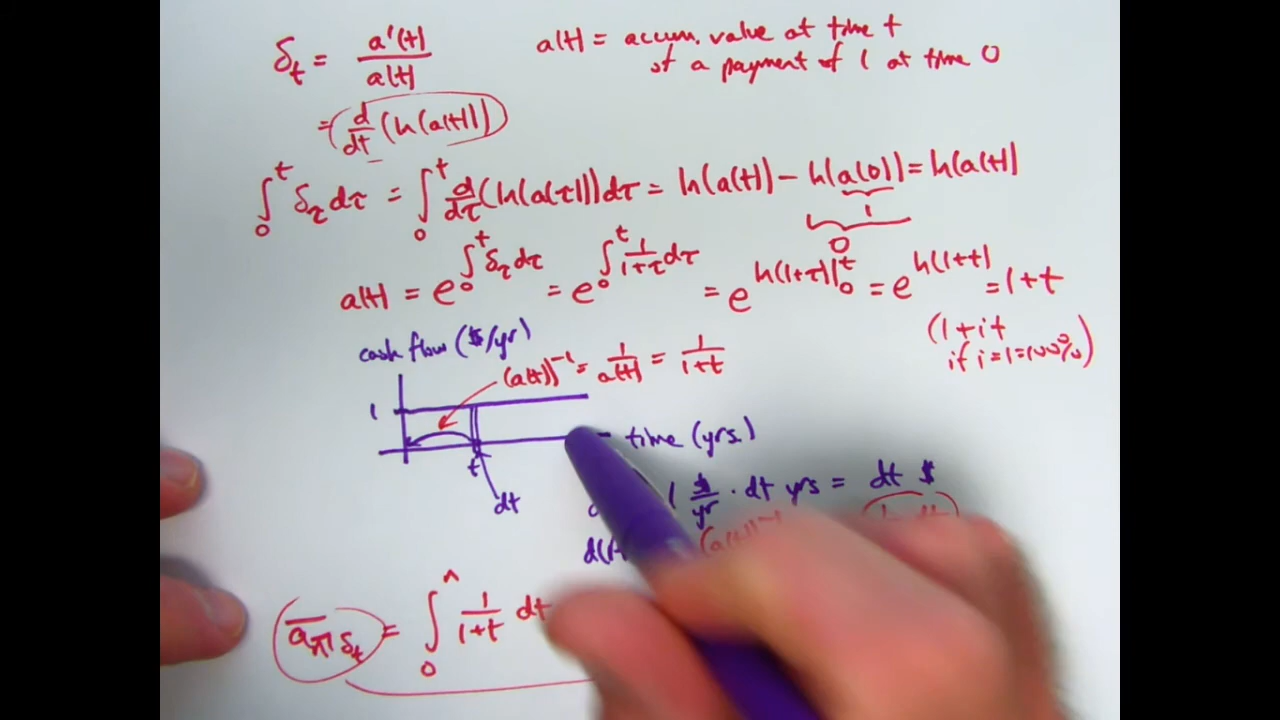 δ_t = a'(t)/a(t)
a(t) = accum. value at time t
of a payment of 1 at time 0
= d/dt (ln(a(t)))
∫_0^t δ_τ dτ = ∫_0^t d/dτ (ln(a(τ))) dτ = ln(a(t)) - ln(a(0)) = ln(a(t))
1
0
a(t) = e^{∫_0^t δ_τ dτ} = e^{∫_0^t 1/(1+τ) dτ} = e^{ln(1+τ)|_0^t} = e^{ln(1+t)} = 1+t
(1+it
if i=1=100%)
cash flow ($/yr)
(a(t))^{-1} = 1/a(t) = 1/(1+t)
1
time (yrs.)
t
dt
1 $/yr · dt yrs = dt $
(a(t))^{-1}
ā_{n|δ_t} = ∫_0^n 1/(1+t) dt